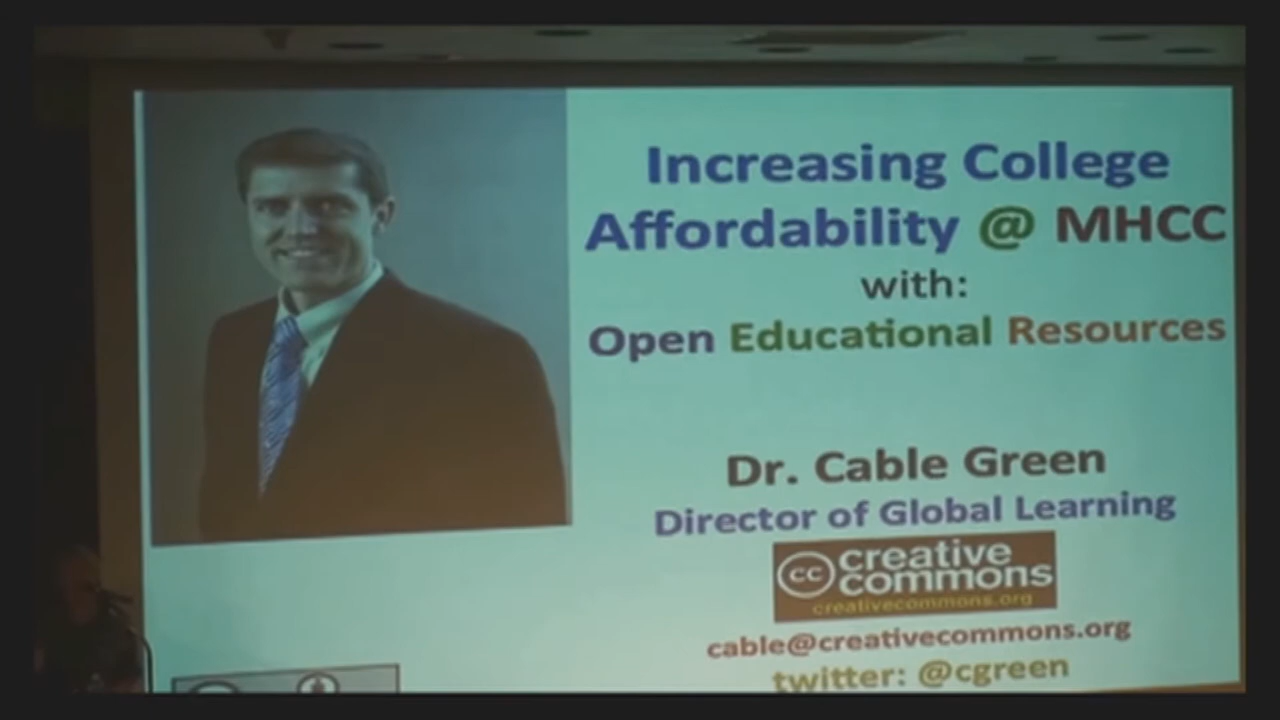 Increasing College
Affordability @ MHCC
with:
Open Educational Resources
Dr. Cable Green
Director of Global Learning
cc creative
commons
creativecommons.org
cable@creativecommons.org
twitter: @cgreen